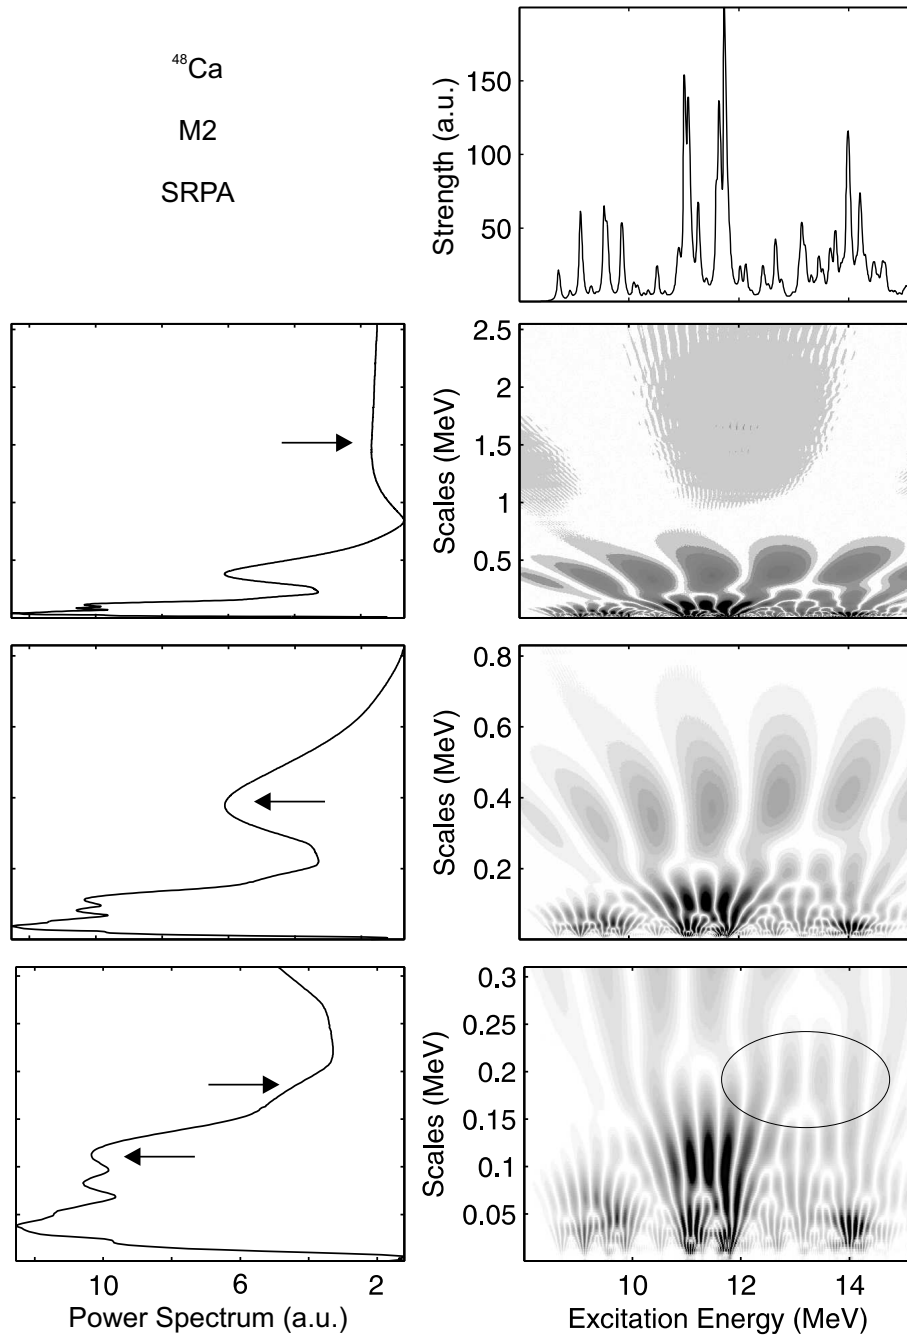 ⁴⁸Ca
M2
SRPA
Strength (a.u.)
150
100
50
Scales (MeV)
2.5
2
1.5
1
0.5
Scales (MeV)
0.8
0.6
0.4
0.2
Scales (MeV)
0.3
0.25
0.2
0.15
0.1
0.05
10 6 2
Power Spectrum (a.u.)
10 12 14
Excitation Energy (MeV)